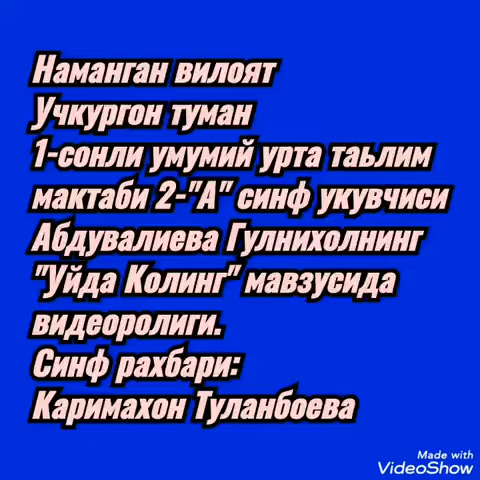 Наманган вилоят
Учкургон туман
1-сонли умумий урта таьлим
мактаби 2-"А" синф укувчиси
Абдувалиева Гулнихолнинг
"Уйда Колинг" мавзусида
видеоролиги.
Синф рахбари:
Каримахон Туланбоева
Made with
VideoShow